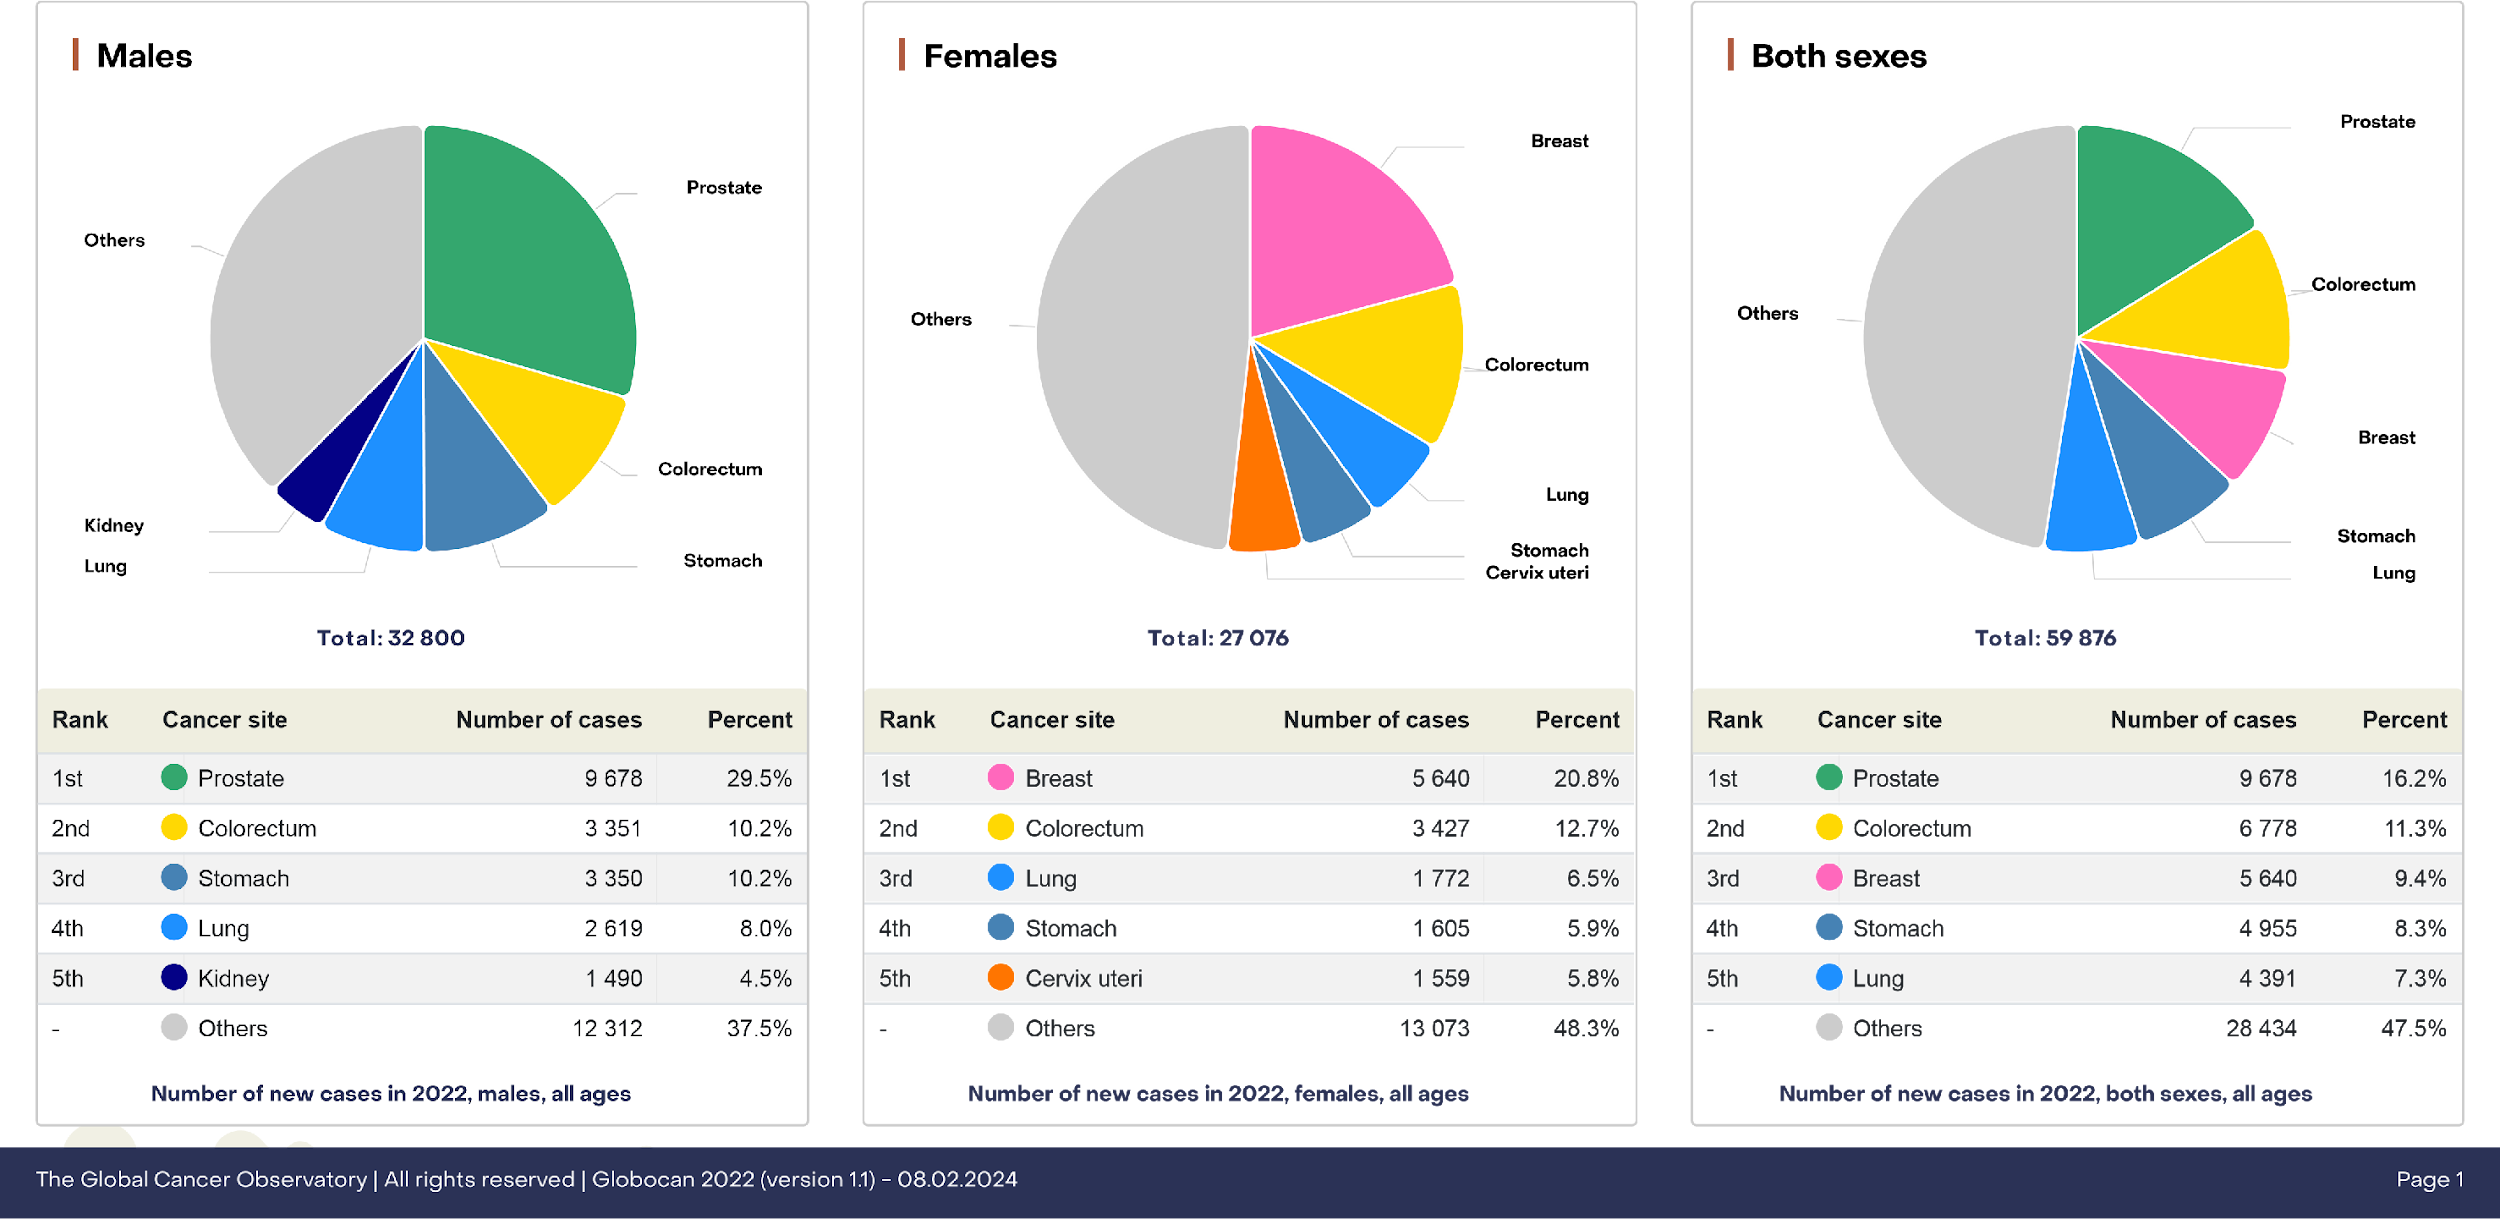 Males
Prostate
Others
Colorectum
Kidney
Stomach
Lung
Total: 32 800
Rank Cancer site Number of cases Percent
1st Prostate 9 678 29.5%
2nd Colorectum 3 351 10.2%
3rd Stomach 3 350 10.2%
4th Lung 2 619 8.0%
5th Kidney 1 490 4.5%
- Others 12 312 37.5%
Number of new cases in 2022, males, all ages
Females
Breast
Others
Colorectum
Lung
Stomach
Cervix uteri
Total: 27 076
Rank Cancer site Number of cases Percent
1st Breast 5 640 20.8%
2nd Colorectum 3 427 12.7%
3rd Lung 1 772 6.5%
4th Stomach 1 605 5.9%
5th Cervix uteri 1 559 5.8%
- Others 13 073 48.3%
Number of new cases in 2022, females, all ages
Both sexes
Prostate
Colorectum
Others
Breast
Stomach
Lung
Total: 59 876
Rank Cancer site Number of cases Percent
1st Prostate 9 678 16.2%
2nd Colorectum 6 778 11.3%
3rd Breast 5 640 9.4%
4th Stomach 4 955 8.3%
5th Lung 4 391 7.3%
- Others 28 434 47.5%
Number of new cases in 2022, both sexes, all ages
The Global Cancer Observatory | All rights reserved | Globocan 2022 (version 1.1) - 08.02.2024
Page 1